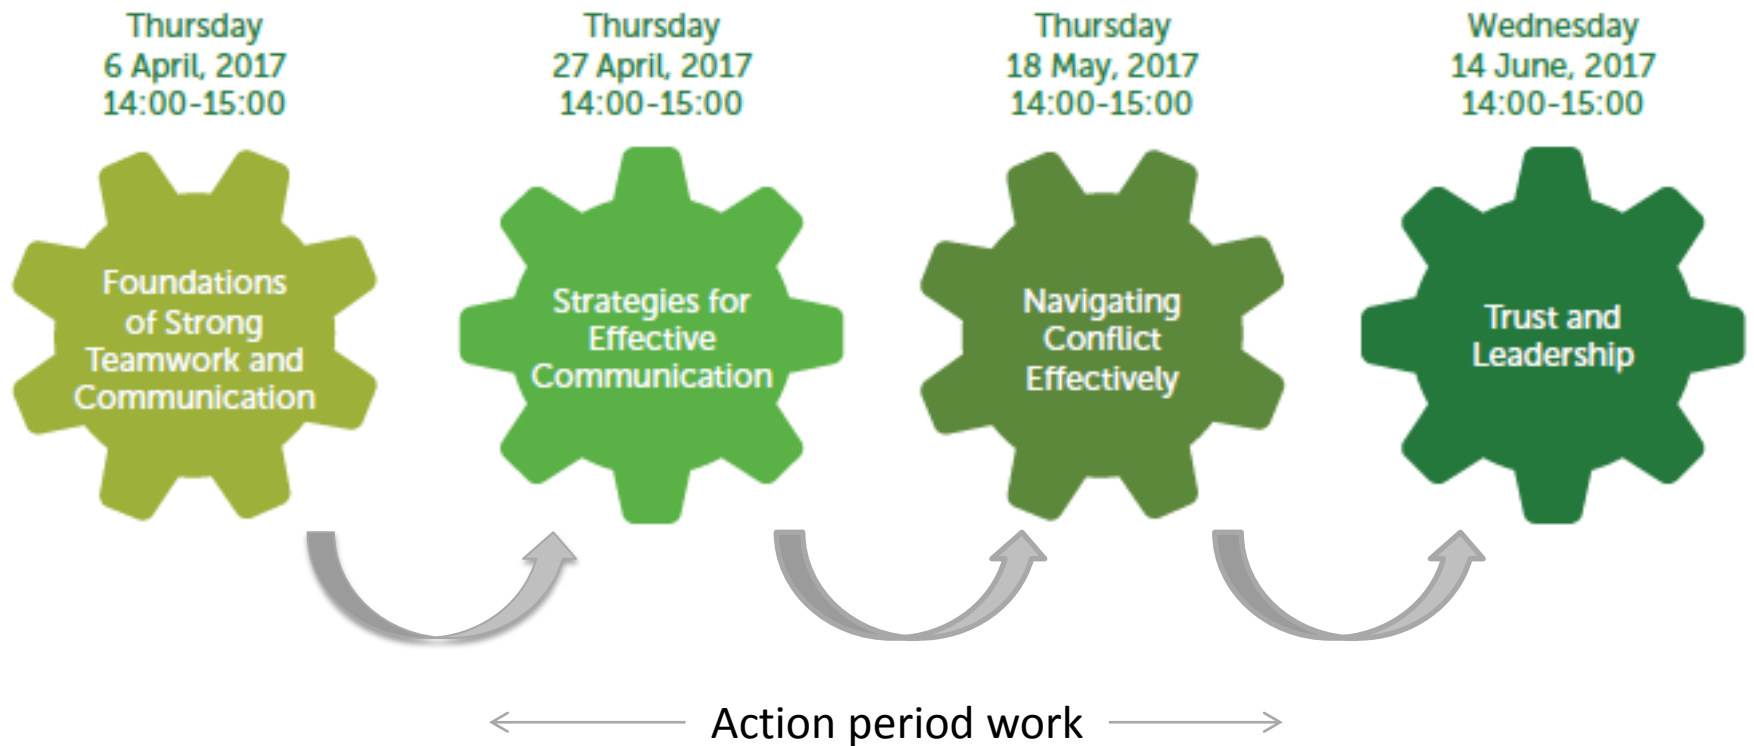 Thursday
6 April, 2017
14:00-15:00
Thursday
27 April, 2017
14:00-15:00
Thursday
18 May, 2017
14:00-15:00
Wednesday
14 June, 2017
14:00-15:00
Foundations
of Strong
Teamwork and
Communication
Strategies for
Effective
Communication
Navigating
Conflict
Effectively
Trust and
Leadership
Action period work